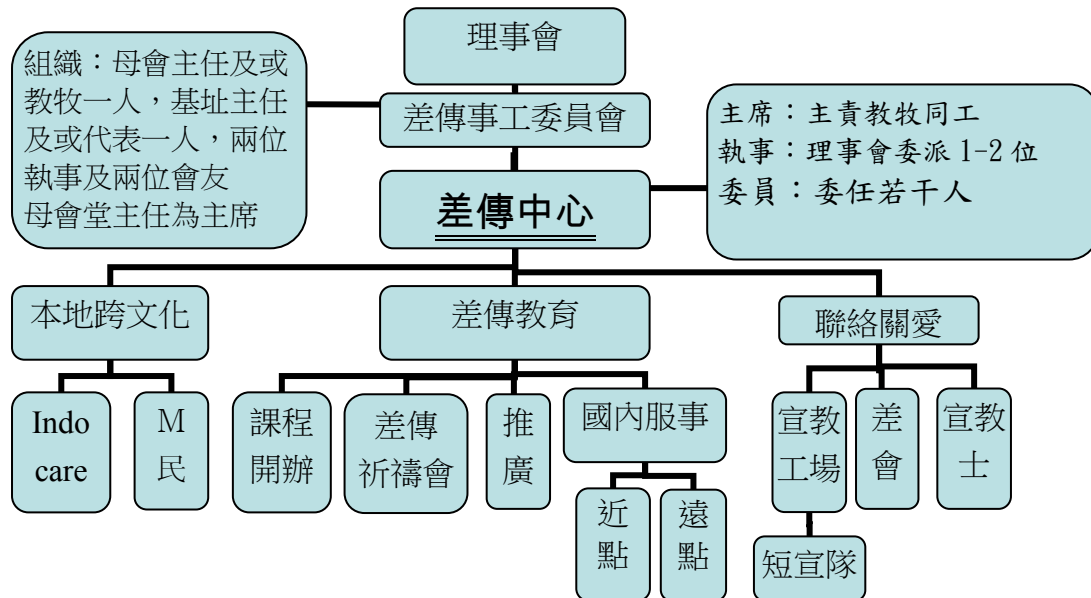 理事會
組織：母會主任及或
教牧一人，基址主任
及或代表一人，兩位
執事及兩位會友
母會堂主任為主席
差傳事工委員會
主席：主責教牧同工
執事：理事會委派 1-2 位
委員：委任若干人
差傳中心
本地跨文化
差傳教育
聯絡關愛
Indo
care
M
民
課程
開辦
差傳
祈禱會
推
廣
國內服事
近
點
遠
點
宣教
工場
差
會
宣教
士
短宣隊